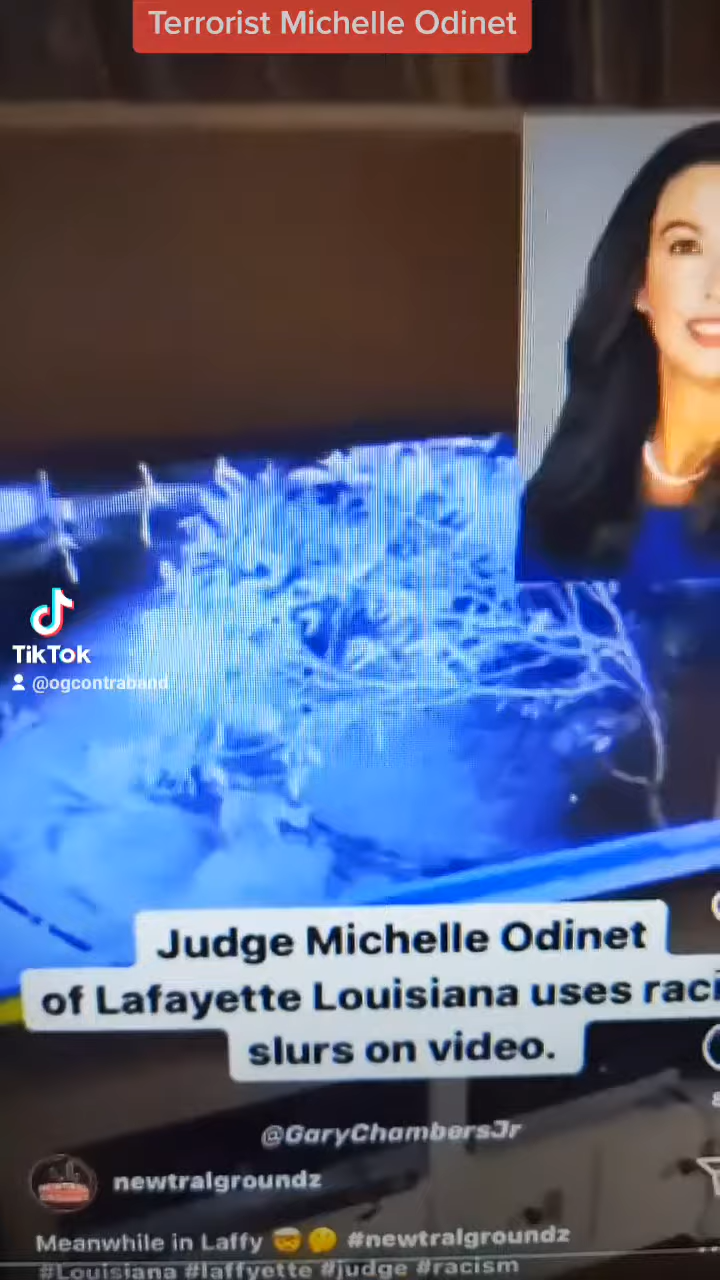 Terrorist Michelle Odinet
TikTok
@ogcontraband
Judge Michelle Odinet
of Lafayette Louisiana uses raci
slurs on video.
@GaryChambersJr
newtralgroundz
Meanwhile in Laffy 🤯 🤔 #newtralgroundz
#Louisiana #laffyette #judge #racism